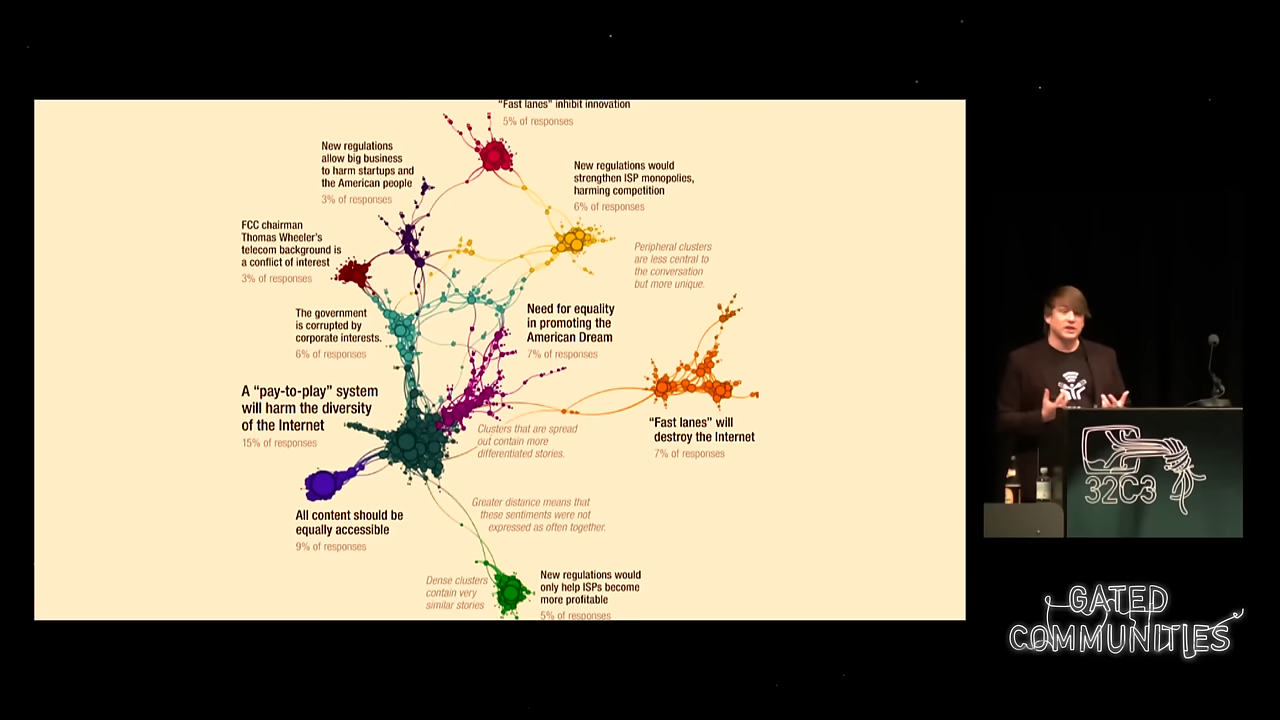 “Fast lanes” inhibit innovation
5% of responses
New regulations
allow big business
to harm startups and
the American people
3% of responses
New regulations would
strengthen ISP monopolies,
harming competition
6% of responses
FCC chairman
Thomas Wheeler’s
telecom background is
a conflict of interest
3% of responses
Peripheral clusters
are less central to
the conversation
but more unique.
The government
is corrupted by
corporate interests.
6% of responses
Need for equality
in promoting the
American Dream
7% of responses
A “pay-to-play” system
will harm the diversity
of the Internet
15% of responses
Clusters that are spread
out contain more
differentiated stories.
“Fast lanes” will
destroy the Internet
7% of responses
All content should be
equally accessible
9% of responses
Greater distance means that
these sentiments were not
expressed as often together.
Dense clusters
contain very
similar stories
New regulations would
only help ISPs become
more profitable
5% of responses
32C3
GATED
COMMUNITIES